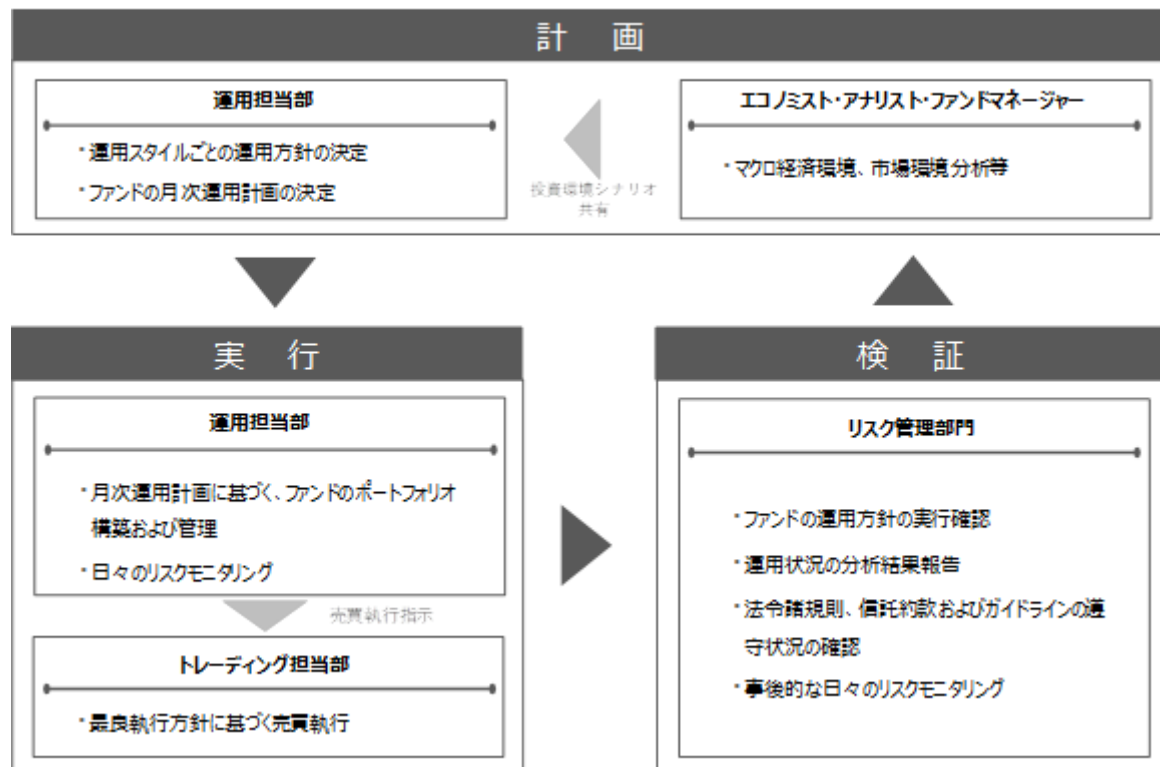 計 画
運用担当部
・運用スタイルごとの運用方針の決定
・ファンドの月次運用計画の決定
投資環境シナリオ
共有
エコノミスト・アナリスト・ファンドマネージャー
・マクロ経済環境、市場環境分析等
実 行
運用担当部
・月次運用計画に基づく、ファンドのポートフォリオ
構築および管理
・日々のリスクモニタリング
売買執行指示
トレーディング担当部
・最良執行方針に基づく売買執行
検 証
リスク管理部門
・ファンドの運用方針の実行確認
・運用状況の分析結果報告
・法令諸規則、信託約款およびガイドラインの遵
守状況の確認
・事後的な日々のリスクモニタリング